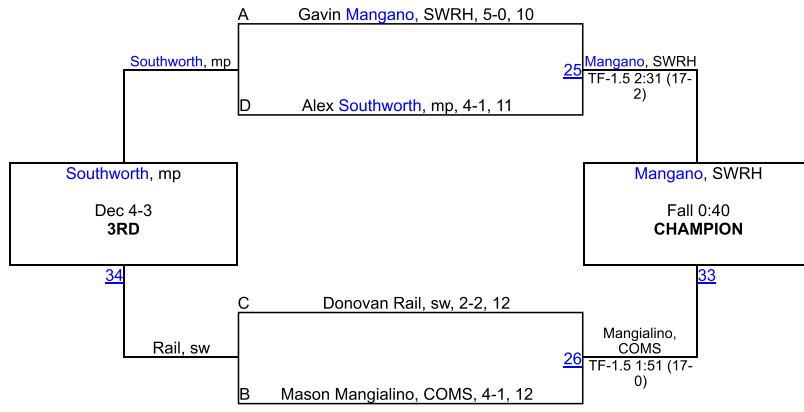 A
Gavin Mangano, SWRH, 5-0, 10
Southworth, mp
25
Mangano, SWRH
TF-1.5 2:31 (17-
2)
D
Alex Southworth, mp, 4-1, 11
Southworth, mp
Dec 4-3
3RD
34
Mangano, SWRH
Fall 0:40
CHAMPION
33
C
Donovan Rail, sw, 2-2, 12
Rail, sw
26
Mangialino,
COMS
TF-1.5 1:51 (17-
0)
B
Mason Mangialino, COMS, 4-1, 12